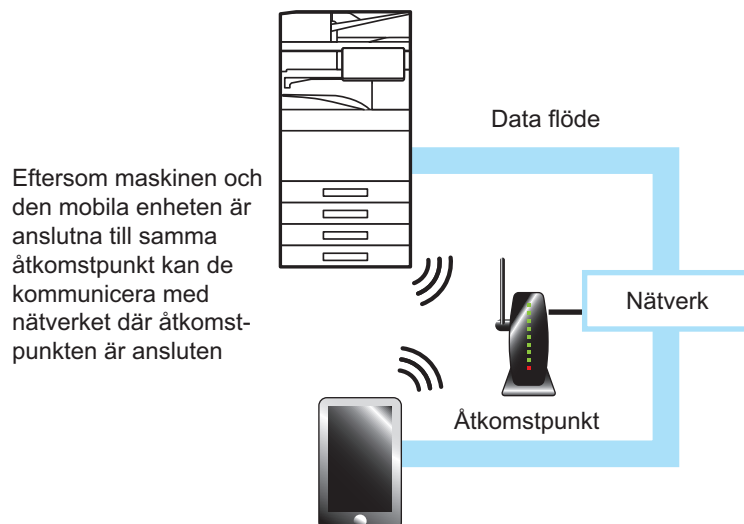 Data flöde
Eftersom maskinen och
den mobila enheten är
anslutna till samma
åtkomstpunkt kan de
kommunicera med
nätverket där åtkomst-
punkten är ansluten
Nätverk
Åtkomstpunkt